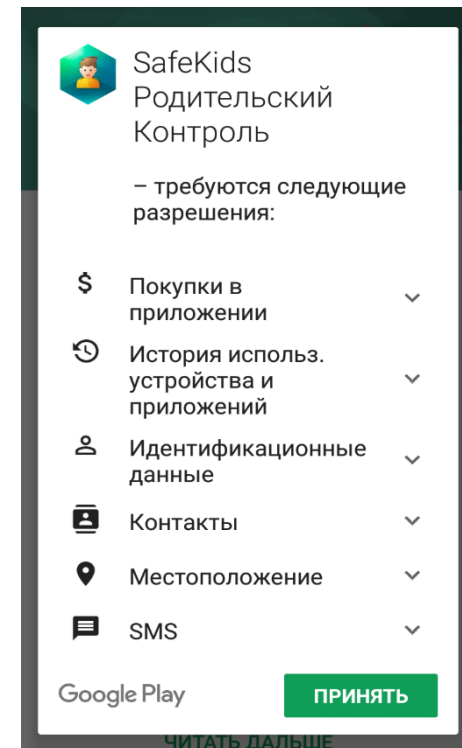 SafeKids
Родительский
Контроль
– требуются следующие
разрешения:
$ Покупки в
приложении
История использ.
устройства и
приложений
Идентификационные
данные
Контакты
Местоположение
SMS
Google Play
ПРИНЯТЬ
ЧИТАТЬ ДАЛЬШЕ